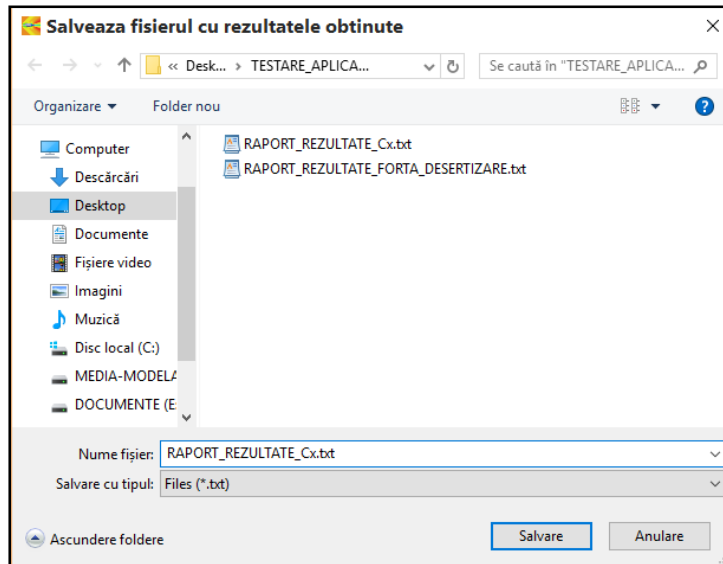 Salveaza fisierul cu rezultatele obtinute
« Desk... › TESTARE_APLICA...
Se caută în "TESTARE_APLICA...
Organizare
Folder nou
?
Computer
Descărcări
Desktop
Documente
Fișiere video
Imagini
Muzică
Disc local (C:)
MEDIA-MODELA
DOCUMENTE (E:
RAPORT_REZULTATE_Cx.txt
RAPORT_REZULTATE_FORTA_DESERTIZARE.txt
Nume fișier: RAPORT_REZULTATE_Cx.txt
Salvare cu tipul: Files (*.txt)
Ascundere foldere
Salvare
Anulare